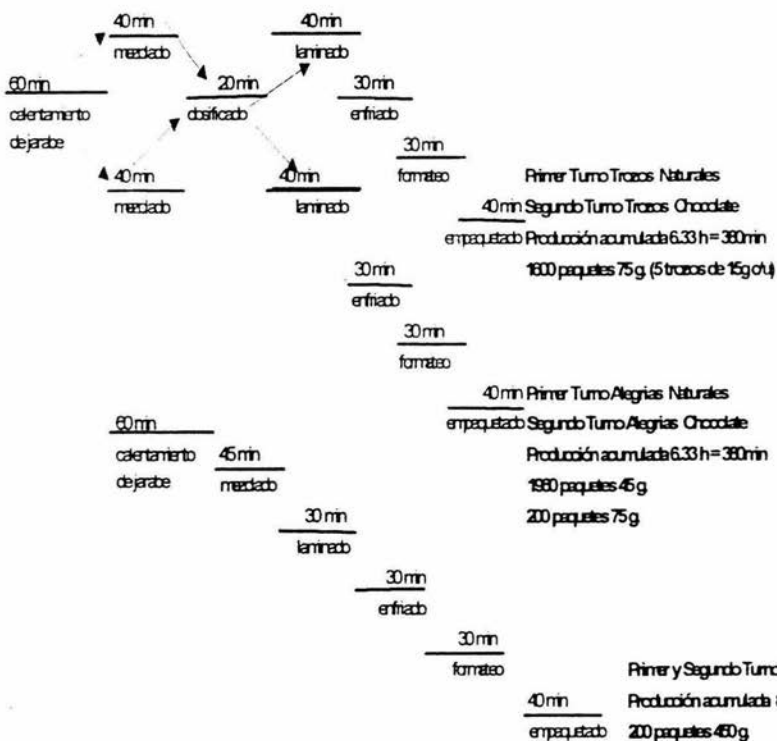 40 min
mezclado
40 min
laminado
60 min
calentamiento
de jarabe
20 min
dosificado
30 min
enfriado
30 min
formateo
40 min
mezclado
40 min
laminado
Primer Turno Trozos Naturales
40 min
empaquetado
Segundo Turno Trozos Chocolate
Producción acumulada 6.33 h = 380 min
1600 paquetes 75 g. (5 trozos de 15 g c/u)
30 min
enfriado
30 min
formateo
40 min
empaquetado
Primer Turno Alegrias Naturales
Segundo Turno Alegrias Chocolate
Producción acumulada 6.33 h = 380 min
1980 paquetes 45 g.
200 paquetes 75 g.
60 min
calentamiento
de jarabe
45 min
mezclado
30 min
laminado
30 min
enfriado
30 min
formateo
40 min
empaquetado
Primer y Segundo Turno
Producción acumulada
200 paquetes 450 g.